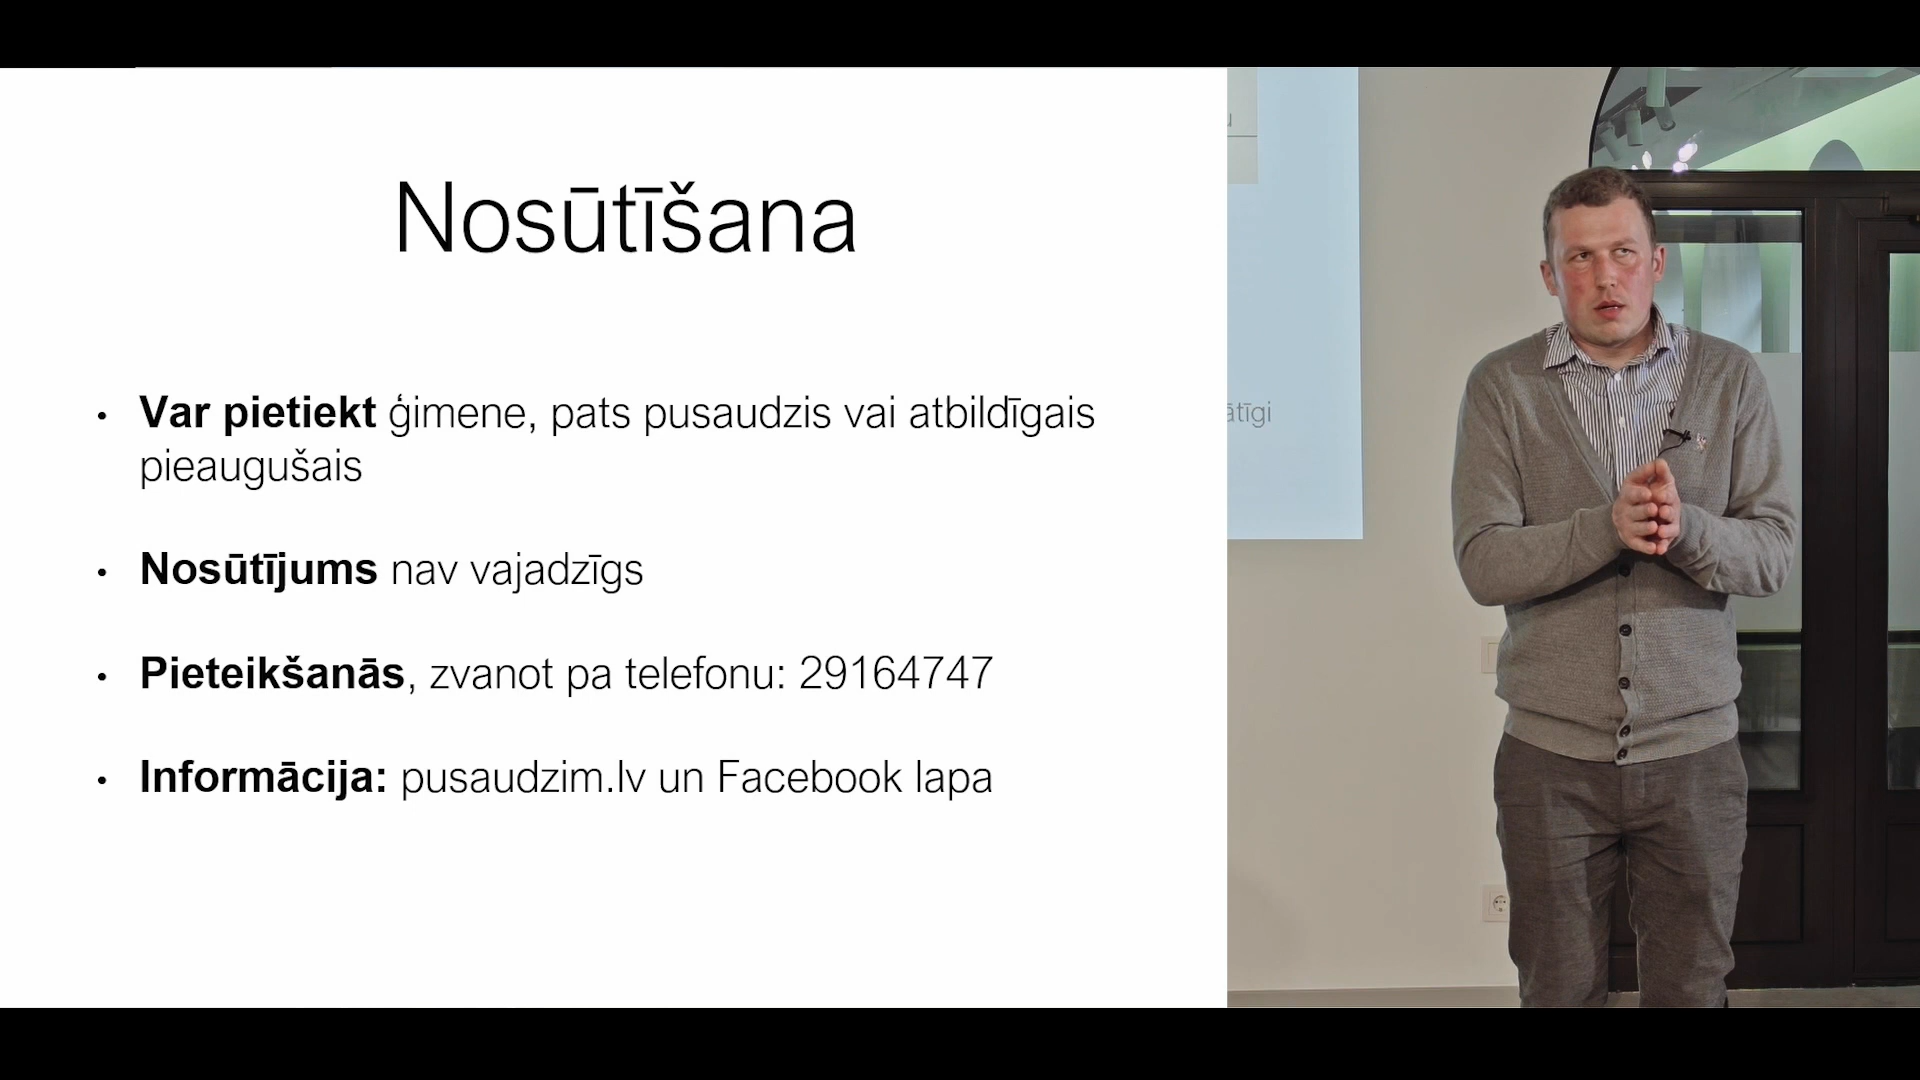 Nosūtīšana
• Var pietiekt ģimene, pats pusaudzis vai atbildīgais
pieaugušais
• Nosūtījums nav vajadzīgs
• Pieteikšanās, zvanot pa telefonu: 29164747
• Informācija: pusaudzim.lv un Facebook lapa